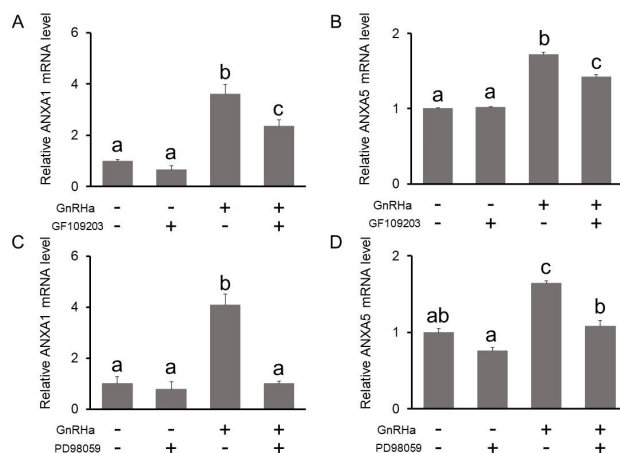 A
Relative ANXA1 mRNA level
6
4
2
0
a
a
b
c
GnRHa - - + +
GF109203 - + - +
B
Relative ANXA5 mRNA level
2
1
0
a
a
b
c
GnRHa - - + +
GF109203 - + - +
C
Relative ANXA1 mRNA level
6
4
2
0
a
a
b
a
GnRHa - - + +
PD98059 - + - +
D
Relative ANXA5 mRNA level
2
1
0
ab
a
c
b
GnRHa - - + +
PD98059 - + - +